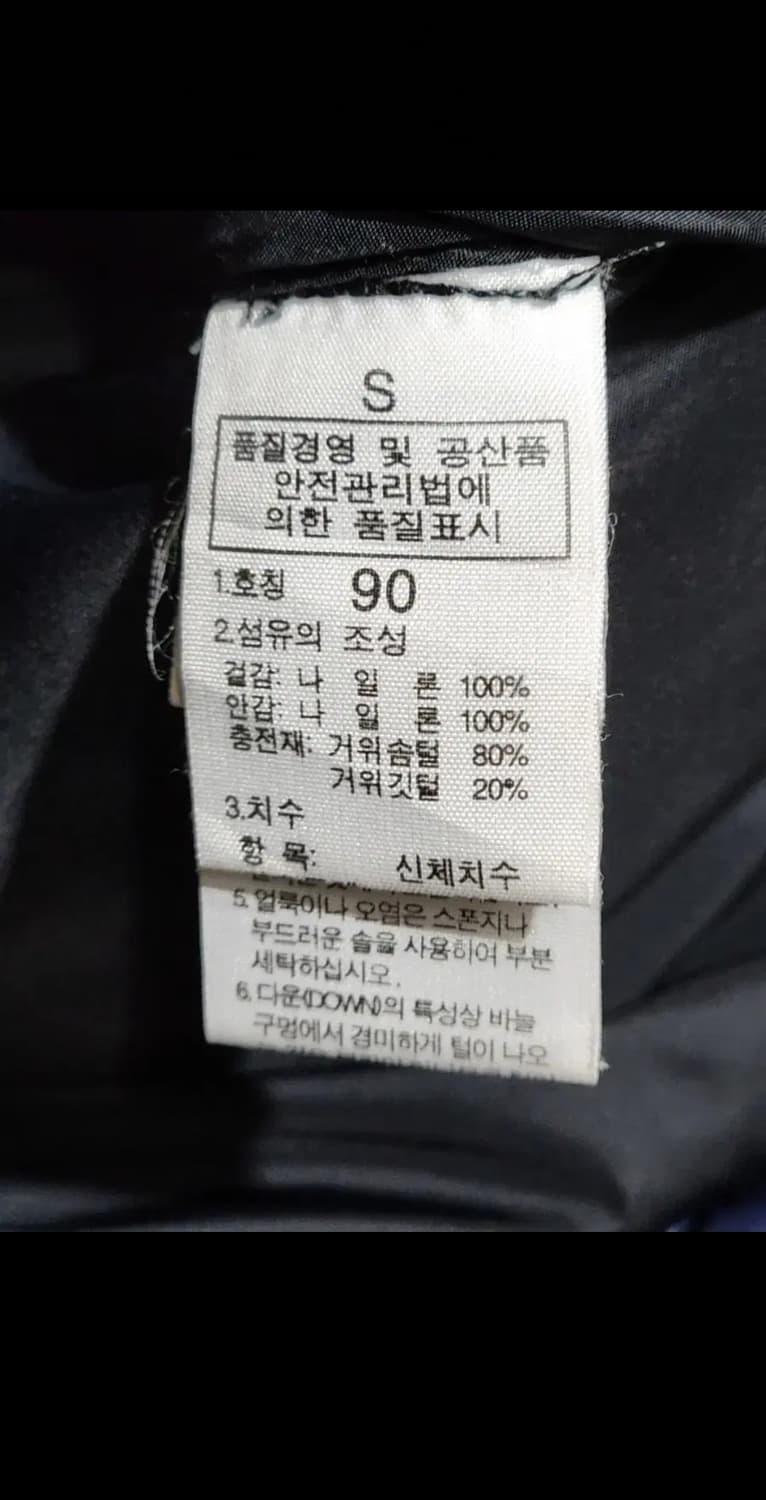 S
품질경영 및 공산품
안전관리법에
의한 품질표시
1.호칭 90
2.섬유의 조성
겉감: 나 일 론 100%
안감: 나 일 론 100%
충전재: 거위솜털 80%
거위깃털 20%
3.치수
항 목: 신체치수
5. 얼룩이나 오염은 스폰지나
부드러운 솔을 사용하여 부분
세탁하십시오.
6. 다운(DOWN)의 특성상 바늘
구멍에서 경미하게 털이 나오